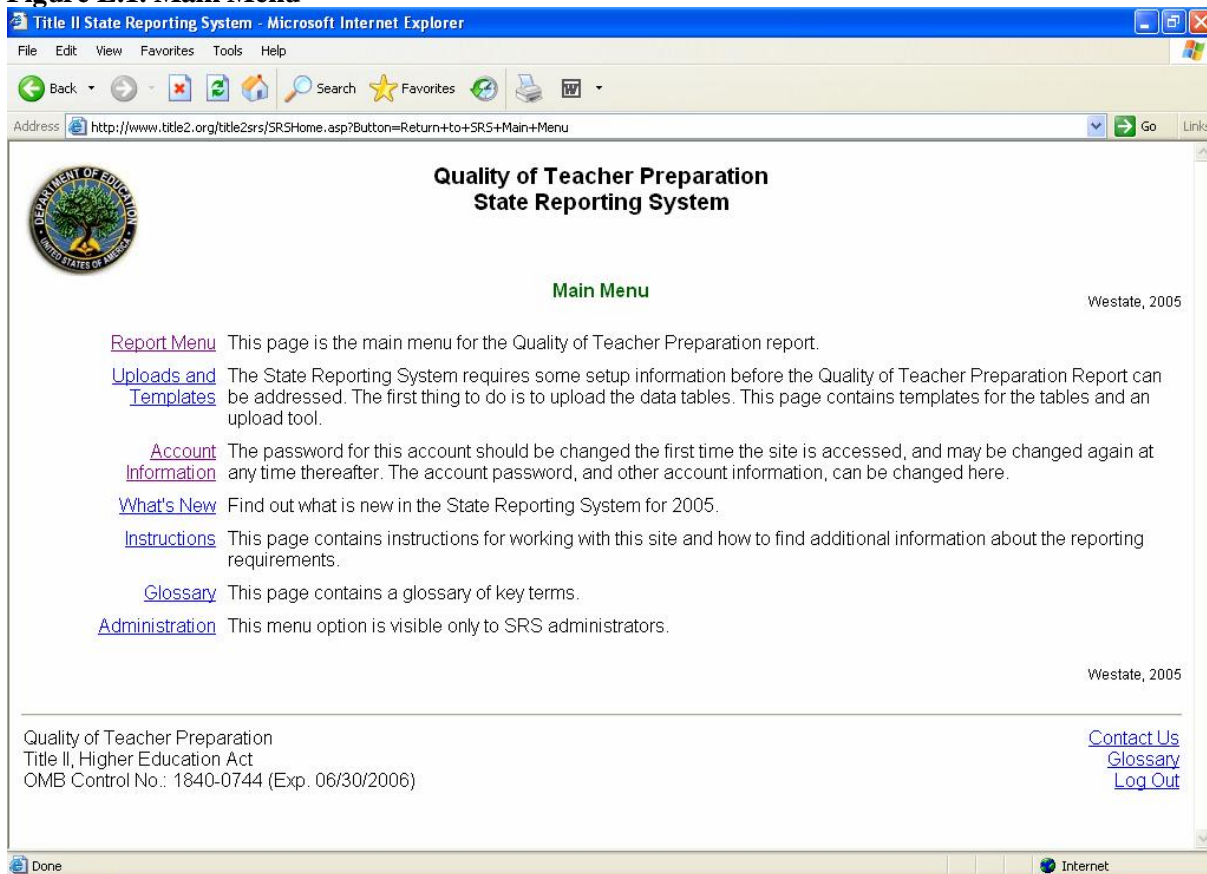 Title II State Reporting System - Microsoft Internet Explorer
File Edit View Favorites Tools Help
Back Search Favorites
Address http://www.title2.org/title2srs/SRSHome.asp?Button=Return+to+SRS+Main+Menu Go Links
DEPARTMENT OF EDUCATION
UNITED STATES OF AMERICA
Quality of Teacher Preparation
State Reporting System
Main Menu
Westate, 2005
Report Menu This page is the main menu for the Quality of Teacher Preparation report.
Uploads and The State Reporting System requires some setup information before the Quality of Teacher Preparation Report can
Templates be addressed. The first thing to do is to upload the data tables. This page contains templates for the tables and an
upload tool.
Account The password for this account should be changed the first time the site is accessed, and may be changed again at
Information any time thereafter. The account password, and other account information, can be changed here.
What's New Find out what is new in the State Reporting System for 2005.
Instructions This page contains instructions for working with this site and how to find additional information about the reporting
requirements.
Glossary This page contains a glossary of key terms.
Administration This menu option is visible only to SRS administrators.
Westate, 2005
Quality of Teacher Preparation Contact Us
Title II, Higher Education Act Glossary
OMB Control No.: 1840-0744 (Exp. 06/30/2006) Log Out
Done Internet